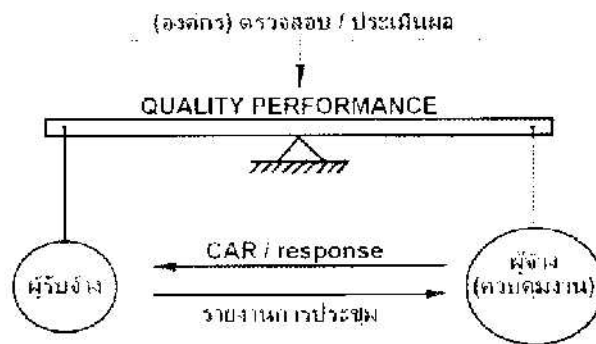 (องค์กร) ตรวจสอบ / ประเมินผล
QUALITY PERFORMANCE
CAR / response
ผู้รับจ้าง
ผู้จ้าง
(ควบคุมงาน)
รายงานการประชุม